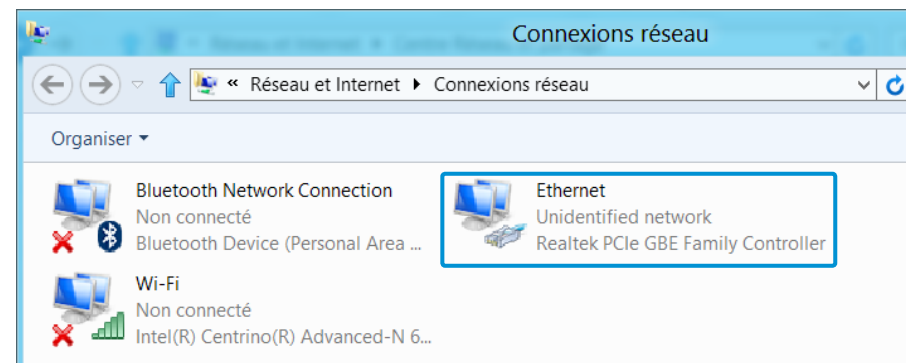 Connexions réseau
« Réseau et Internet Connexions réseau
Organiser
Bluetooth Network Connection
Non connecté
Bluetooth Device (Personal Area ...
Ethernet
Unidentified network
Realtek PCIe GBE Family Controller
Wi-Fi
Non connecté
Intel(R) Centrino(R) Advanced-N 6...